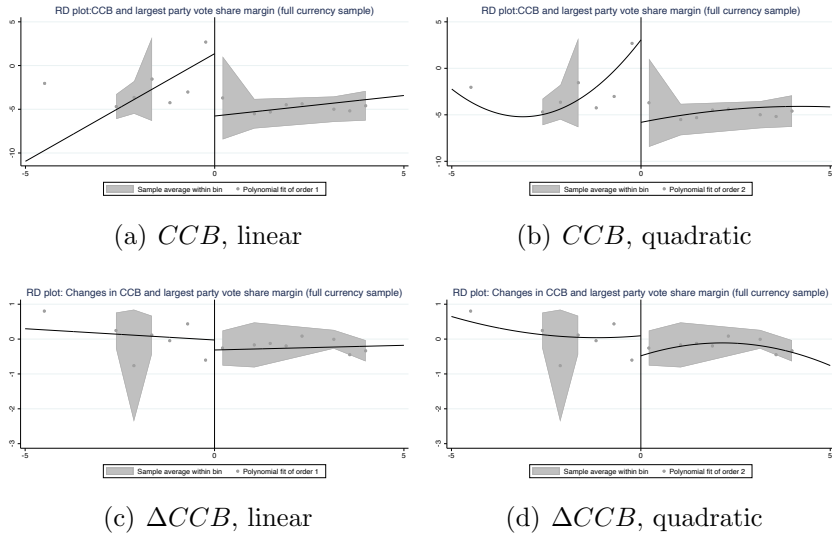 RD plot:CCB and largest party vote share margin (full currency sample)
5
0
-5
-10
-5
0
5
Sample average within bin
Polynomial fit of order 1
(a) CCB, linear
RD plot:CCB and largest party vote share margin (full currency sample)
5
0
-5
-10
-5
0
5
Sample average within bin
Polynomial fit of order 2
(b) CCB, quadratic
RD plot: Changes in CCB and largest party vote share margin (full currency sample)
1
0
-1
-2
-3
-5
0
5
Sample average within bin
Polynomial fit of order 1
(c) ΔCCB, linear
RD plot: Changes in CCB and largest party vote share margin (full currency sample)
1
0
-1
-2
-3
-5
0
5
Sample average within bin
Polynomial fit of order 2
(d) ΔCCB, quadratic